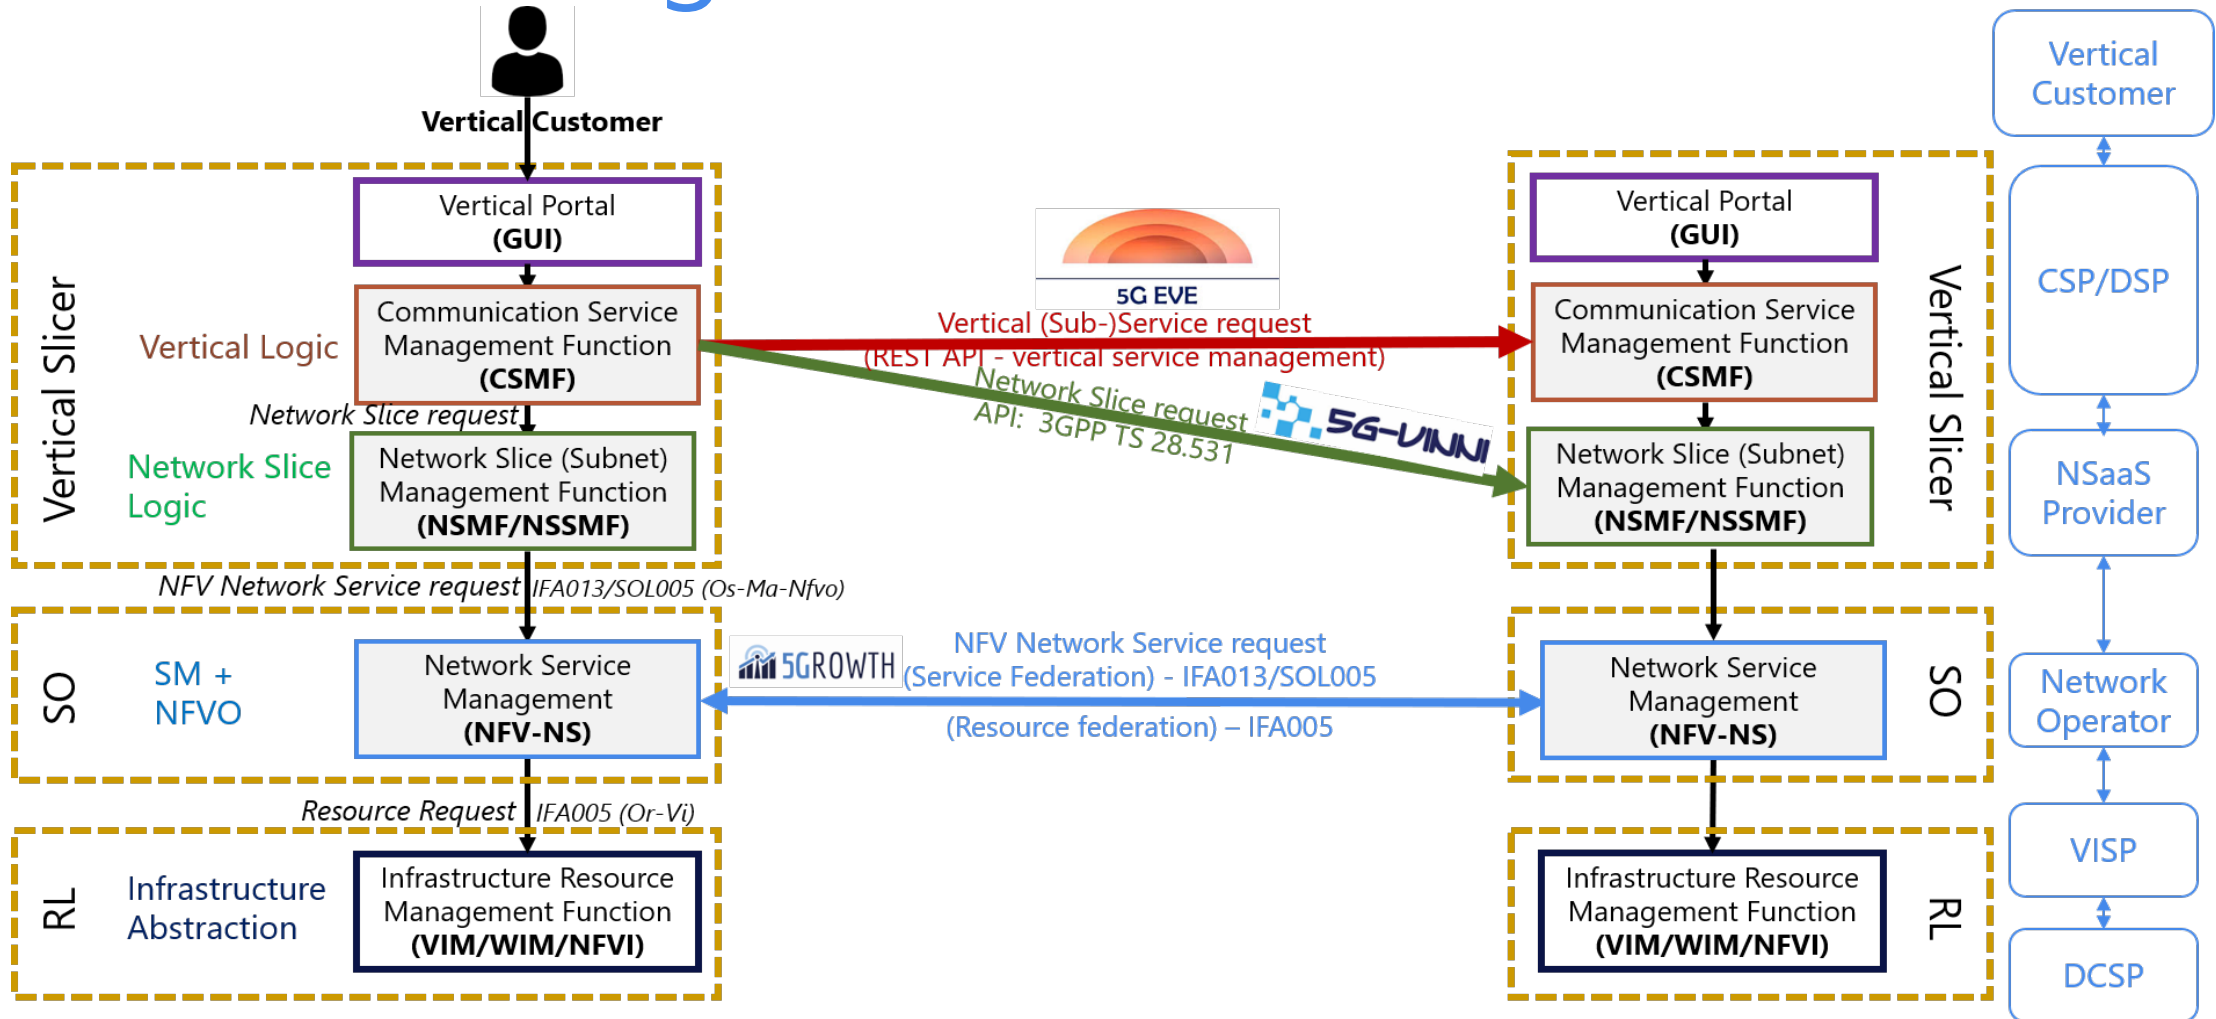 Vertical Customer
Vertical Slicer
Vertical Portal
(GUI)
Vertical Logic
Communication Service
Management Function
(CSMF)
Network Slice request
Network Slice
Logic
Network Slice (Subnet)
Management Function
(NSMF/NSSMF)
NFV Network Service request
IFA013/SOL005 (Os-Ma-Nfvo)
SO
SM +
NFVO
Network Service
Management
(NFV-NS)
Resource Request
IFA005 (Or-Vi)
RL
Infrastructure
Abstraction
Infrastructure Resource
Management Function
(VIM/WIM/NFVI)
5G EVE
Vertical (Sub-)Service request
(REST API - vertical service management)
Network Slice request
API: 3GPP TS 28.531
5G-VINNI
5GROWTH
NFV Network Service request
(Service Federation) - IFA013/SOL005
(Resource federation) – IFA005
Vertical Portal
(GUI)
Communication Service
Management Function
(CSMF)
Network Slice (Subnet)
Management Function
(NSMF/NSSMF)
Vertical Slicer
Network Service
Management
(NFV-NS)
SO
Infrastructure Resource
Management Function
(VIM/WIM/NFVI)
RL
Vertical
Customer
CSP/DSP
NSaaS
Provider
Network
Operator
VISP
DCSP